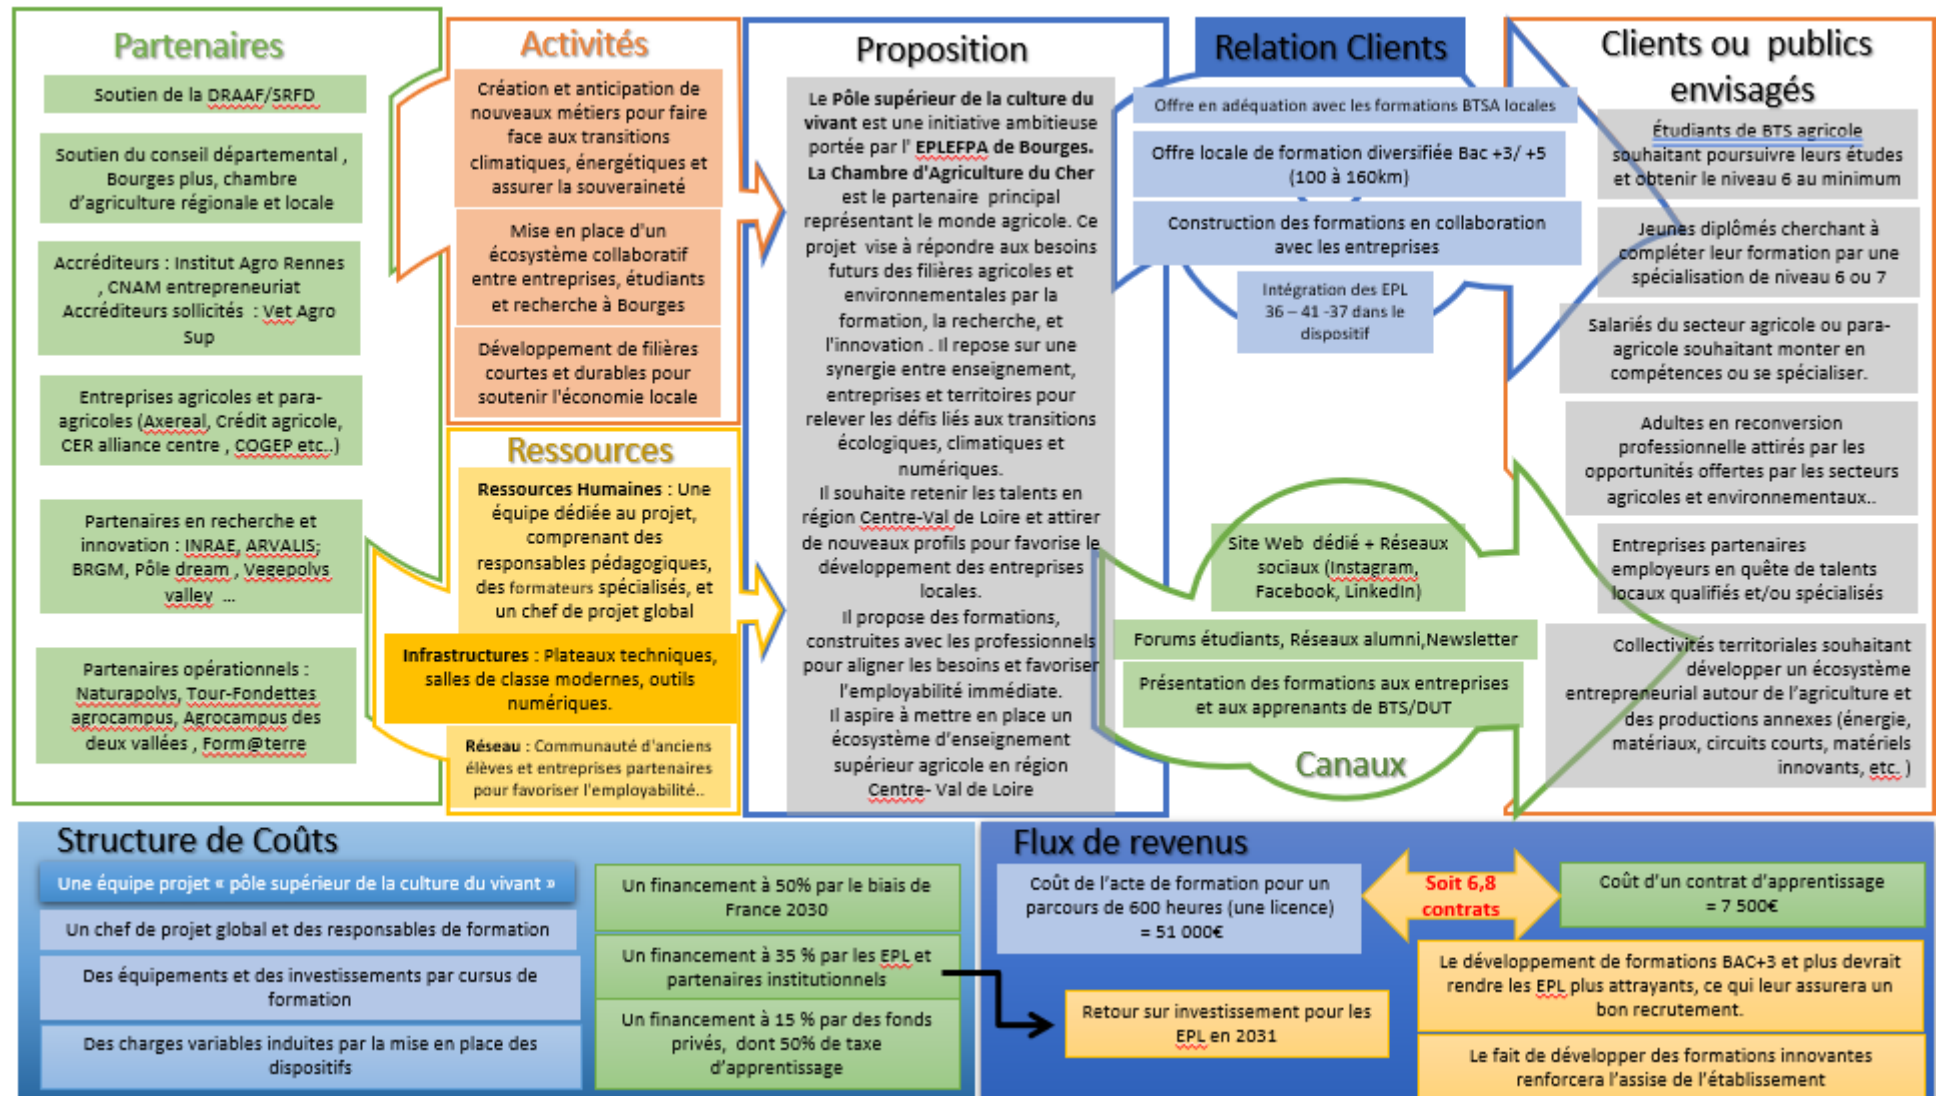 Partenaires
Soutien de la DRAAF/SRFD
Soutien du conseil départemental ,
Bourges plus, chambre
d'agriculture régionale et locale
Accréditeurs : Institut Agro Rennes
, CNAM entrepreneuriat
Accréditeurs sollicités : Vet Agro
Sup
Entreprises agricoles et para-
agricoles (Axereal, Crédit agricole,
CER alliance centre , COGEP etc..)
Partenaires en recherche et
innovation : INRAE, ARVALIS;
BRGM, Pôle dream , Vegepolys
valley ...
Partenaires opérationnels :
Naturapolys, Tour-Fondettes
agrocampus, Agrocampus des
deux vallées , Form@terre
Activités
Création et anticipation de
nouveaux métiers pour faire
face aux transitions
climatiques, énergétiques et
assurer la souveraineté
Mise en place d'un
écosystème collaboratif
entre entreprises, étudiants
et recherche à Bourges
Développement de filières
courtes et durables pour
soutenir l'économie locale
Ressources
Ressources Humaines : Une
équipe dédiée au projet,
comprenant des
responsables pédagogiques,
des formateurs spécialisés, et
un chef de projet global
Infrastructures : Plateaux techniques,
salles de classe modernes, outils
numériques.
Réseau : Communauté d'anciens
élèves et entreprises partenaires
pour favoriser l'employabilité..
Proposition
Le Pôle supérieur de la culture du
vivant est une initiative ambitieuse
portée par l' EPLEFPA de Bourges.
La Chambre d'Agriculture du Cher
est le partenaire principal
représentant le monde agricole. Ce
projet vise à répondre aux besoins
futurs des filières agricoles et
environnementales par la
formation, la recherche, et
l'innovation . Il repose sur une
synergie entre enseignement,
entreprises et territoires pour
relever les défis liés aux transitions
écologiques, climatiques et
numériques.
Il souhaite retenir les talents en
région Centre-Val de Loire et attirer
de nouveaux profils pour favorise le
développement des entreprises
locales.
Il propose des formations,
construites avec les professionnels
pour aligner les besoins et favoriser
l'employabilité immédiate.
Il aspire à mettre en place un
écosystème d'enseignement
supérieur agricole en région
Centre- Val de Loire
Relation Clients
Offre en adéquation avec les formations BTSA locales
Offre locale de formation diversifiée Bac +3/ +5
(100 à 160km)
Construction des formations en collaboration
avec les entreprises
Intégration des EPL
36 – 41 -37 dans le
dispositif
Site Web dédié + Réseaux
sociaux (Instagram,
Facebook, LinkedIn)
Forums étudiants, Réseaux alumni,Newsletter
Présentation des formations aux entreprises
et aux apprenants de BTS/DUT
Canaux
Clients ou publics
envisagés
Étudiants de BTS agricole
souhaitant poursuivre leurs études
et obtenir le niveau 6 au minimum
Jeunes diplômés cherchant à
compléter leur formation par une
spécialisation de niveau 6 ou 7
Salariés du secteur agricole ou para-
agricole souhaitant monter en
compétences ou se spécialiser.
Adultes en reconversion
professionnelle attirés par les
opportunités offertes par les secteurs
agricoles et environnementaux..
Entreprises partenaires
employeurs en quête de talents
locaux qualifiés et/ou spécialisés
Collectivités territoriales souhaitant
développer un écosystème
entrepreneurial autour de l'agriculture et
des productions annexes (énergie,
matériaux, circuits courts, matériels
innovants, etc. )
Structure de Coûts
Une équipe projet « pôle supérieur de la culture du vivant »
Un chef de projet global et des responsables de formation
Des équipements et des investissements par cursus de
formation
Des charges variables induites par la mise en place des
dispositifs
Un financement à 50% par le biais de
France 2030
Un financement à 35 % par les EPL et
partenaires institutionnels
Un financement à 15 % par des fonds
privés, dont 50% de taxe
d'apprentissage
Flux de revenus
Coût de l'acte de formation pour un
parcours de 600 heures (une licence)
= 51 000€
Soit 6,8
contrats
Coût d'un contrat d'apprentissage
= 7 500€
Retour sur investissement pour les
EPL en 2031
Le développement de formations BAC+3 et plus devrait
rendre les EPL plus attrayants, ce qui leur assurera un
bon recrutement.
Le fait de développer des formations innovantes
renforcera l'assise de l'établissement